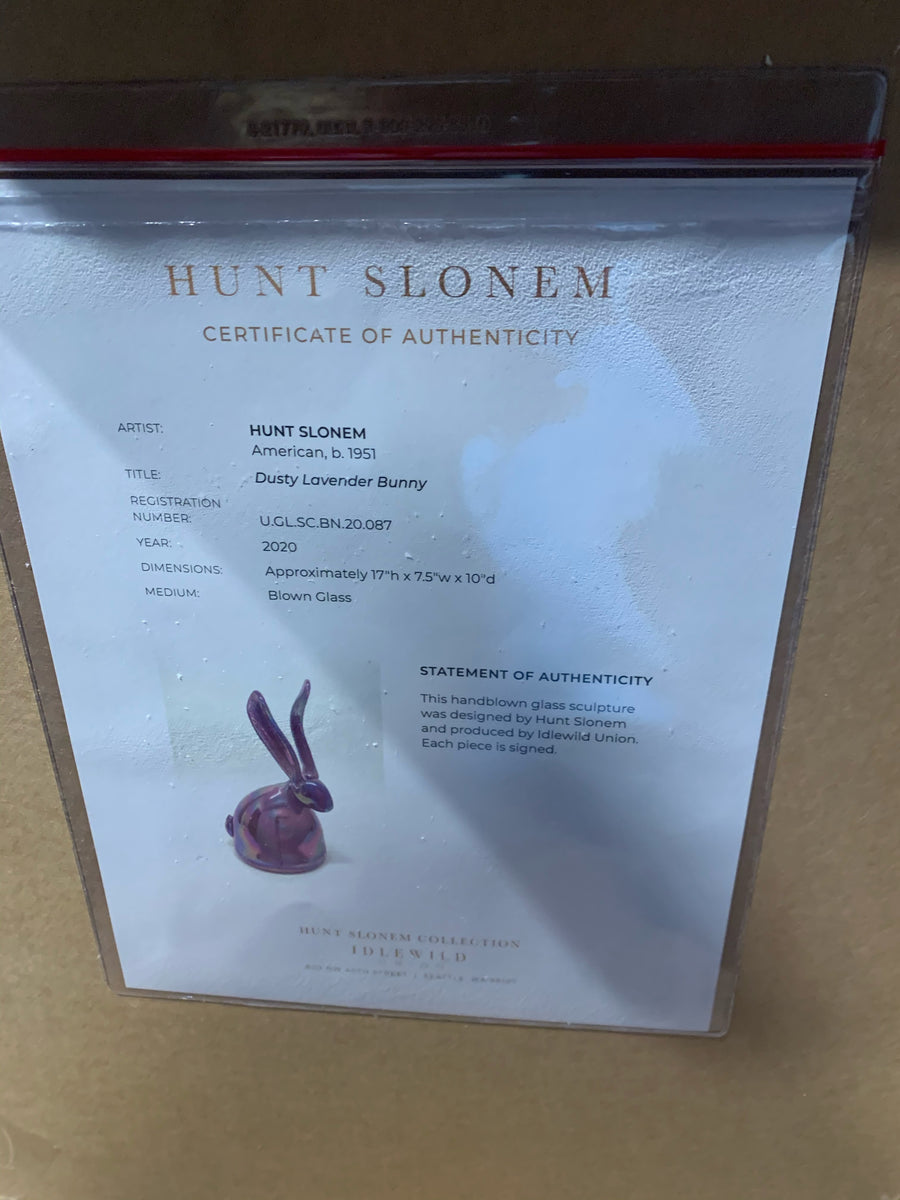 HUNT SLONEM
CERTIFICATE OF AUTHENTICITY
ARTIST: HUNT SLONEM
American, b. 1951
TITLE: Dusty Lavender Bunny
REGISTRATION
NUMBER: U.GL.SC.BN.20.087
YEAR: 2020
DIMENSIONS: Approximately 17"h x 7.5"w x 10"d
MEDIUM: Blown Glass
STATEMENT OF AUTHENTICITY
This handblown glass sculpture
was designed by Hunt Slonem
and produced by Idlewild Union.
Each piece is signed.
HUNT SLONEM COLLECTION
IDLEWILD
STREET | SEATTLE, WA